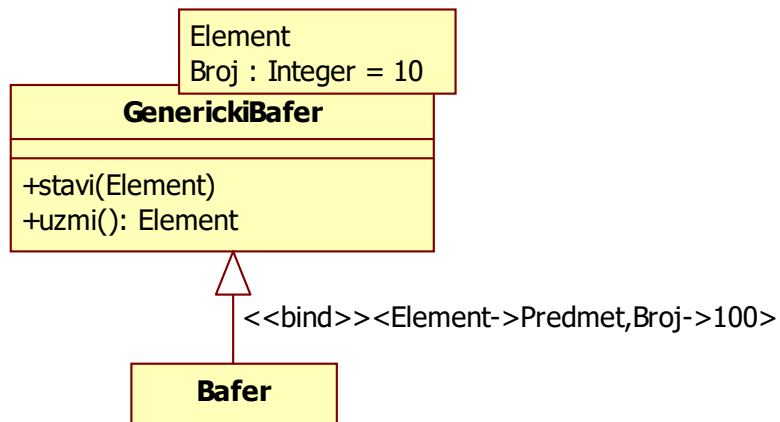 Element
Broj : Integer = 10
GenerickiBafer
+stavi(Element)
+uzmi(): Element
<<bind>><Element->Predmet,Broj->100>
Bafer